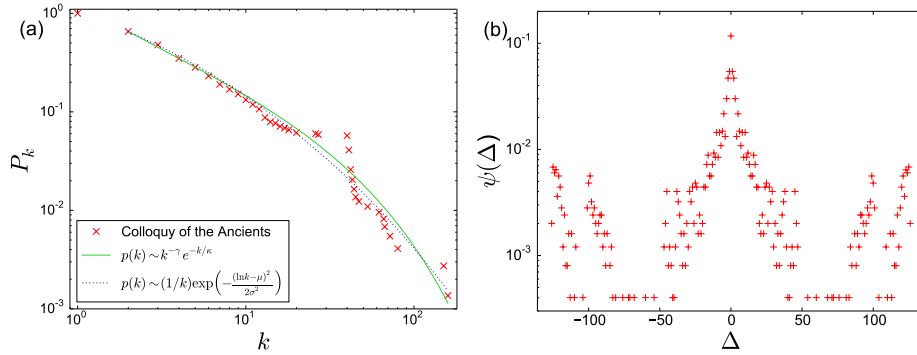 (a)
10^0
10^-1
10^-2
10^-3
P_k
Colloquy of the Ancients
p(k) ∼ k^{-γ} e^{-k/κ}
p(k) ∼ (1/k)exp(−(lnk−μ)^2/2σ^2)
10^0 10^1 10^2
k
(b)
10^-1
10^-2
10^-3
ψ(Δ)
−100 −50 0 50 100
Δ